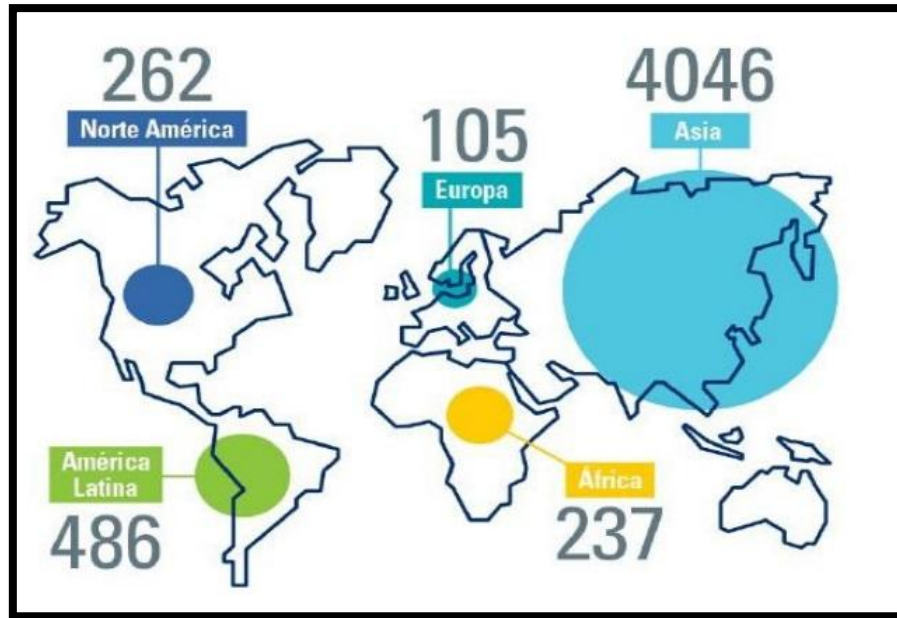 262
Norte América
4046
Asia
105
Europa
América
Latina
486
África
237